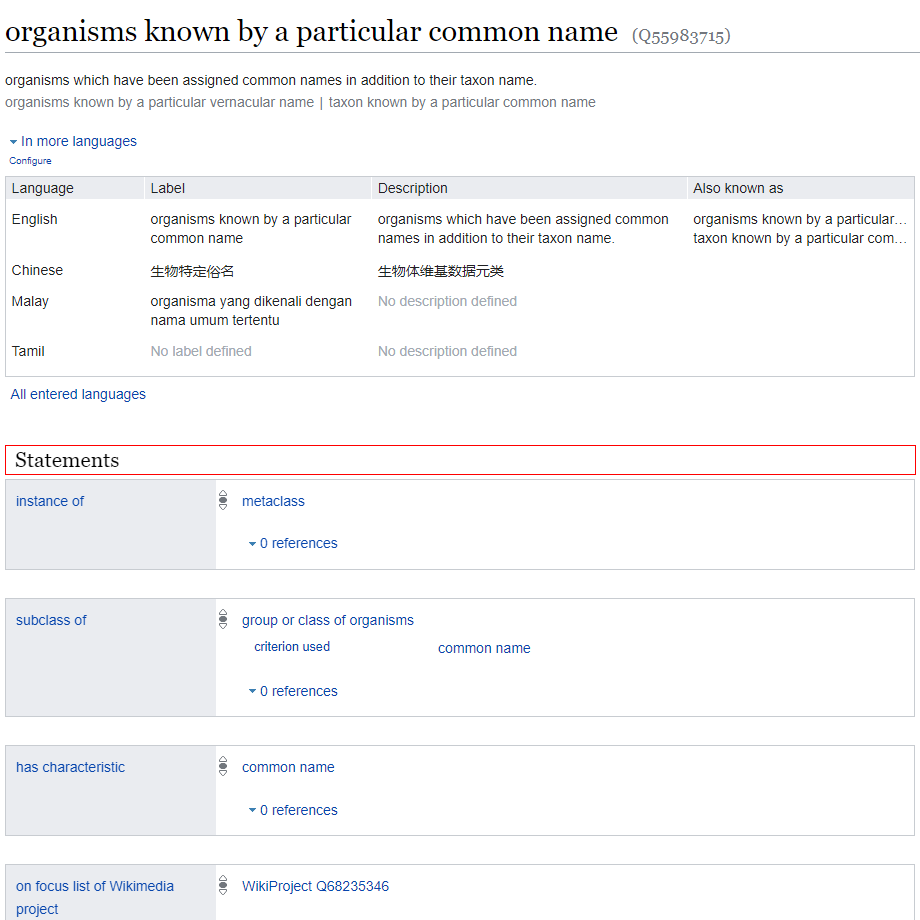 organisms known by a particular common name (Q55983715)
organisms which have been assigned common names in addition to their taxon name.
organisms known by a particular vernacular name | taxon known by a particular common name
In more languages
Configure
Language Label Description Also known as
English organisms known by a particular organisms which have been assigned common organisms known by a particular…
common name names in addition to their taxon name. taxon known by a particular com…
Chinese 生物特定俗名 生物体维基数据元类
Malay organisma yang dikenali dengan No description defined
nama umum tertentu
Tamil No label defined No description defined
All entered languages
Statements
instance of metaclass
0 references
subclass of group or class of organisms
criterion used common name
0 references
has characteristic common name
0 references
on focus list of Wikimedia WikiProject Q68235346
project